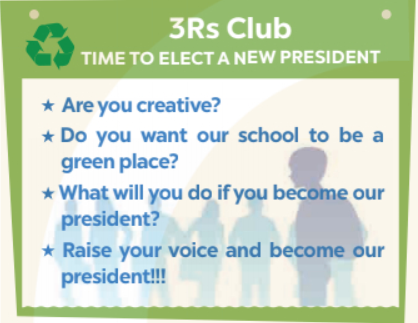 3Rs Club
TIME TO ELECT A NEW PRESIDENT
★ Are you creative?
★ Do you want our school to be a
green place?
★ What will you do if you become our
president?
★ Raise your voice and become our
president!!!